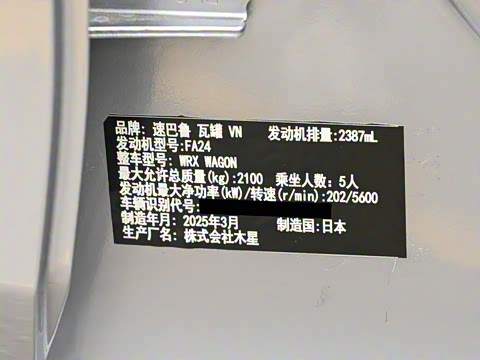 品牌: 速巴鲁 瓦罐 VN 发动机排量:2387mL
发动机型号:FA24
整车型号: WRX WAGON
最大允许总质量(kg):2100 乘坐人数: 5人
发动机最大净功率(kW)/转速(r/min):202/5600
车辆识别代号:
制造年月: 2025年3月 制造国:日本
生产厂名: 株式会社木星